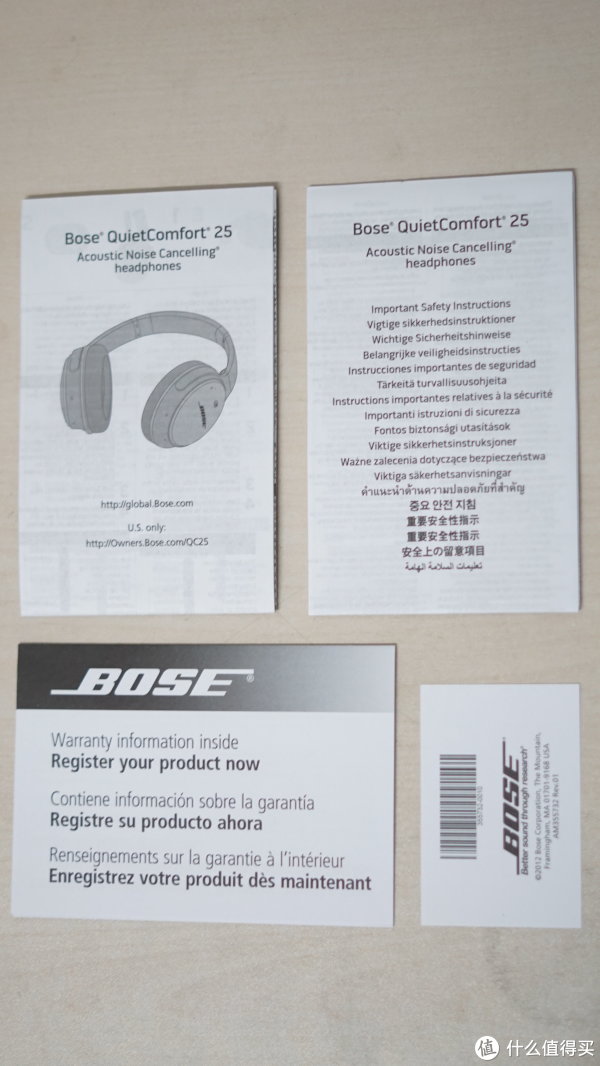 Bose® QuietComfort® 25
Acoustic Noise Cancelling®
headphones
BOSE
http://global.Bose.com
U.S. only:
http://Owners.Bose.com/QC25
Bose® QuietComfort® 25
Acoustic Noise Cancelling®
headphones
Important Safety Instructions
Vigtige sikkerhedsinstruktioner
Wichtige Sicherheitshinweise
Belangrijke veiligheidsinstructies
Instrucciones importantes de seguridad
Tärkeitä turvallisuusohjeita
Instructions importantes relatives à la sécurité
Importanti istruzioni di sicurezza
Fontos biztonsági utasítások
Viktige sikkerhetsinstruksjoner
Ważne zalecenia dotyczące bezpieczeństwa
Viktiga säkerhetsanvisningar
คำแนะนำด้านความปลอดภัยที่สำคัญ
중요 안전 지침
重要安全性指示
重要安全性指示
安全上の留意項目
تعليمات السلامة الهامة
BOSE®
Warranty information inside
Register your product now
Contiene información sobre la garantía
Registre su producto ahora
Renseignements sur la garantie à l'intérieur
Enregistrez votre produit dès maintenant
355732-0010
BOSE®
Better sound through research®
©2012 Bose Corporation, The Mountain,
Framingham, MA 01701-9168 USA
AM355732 Rev.01
值 什么值得买